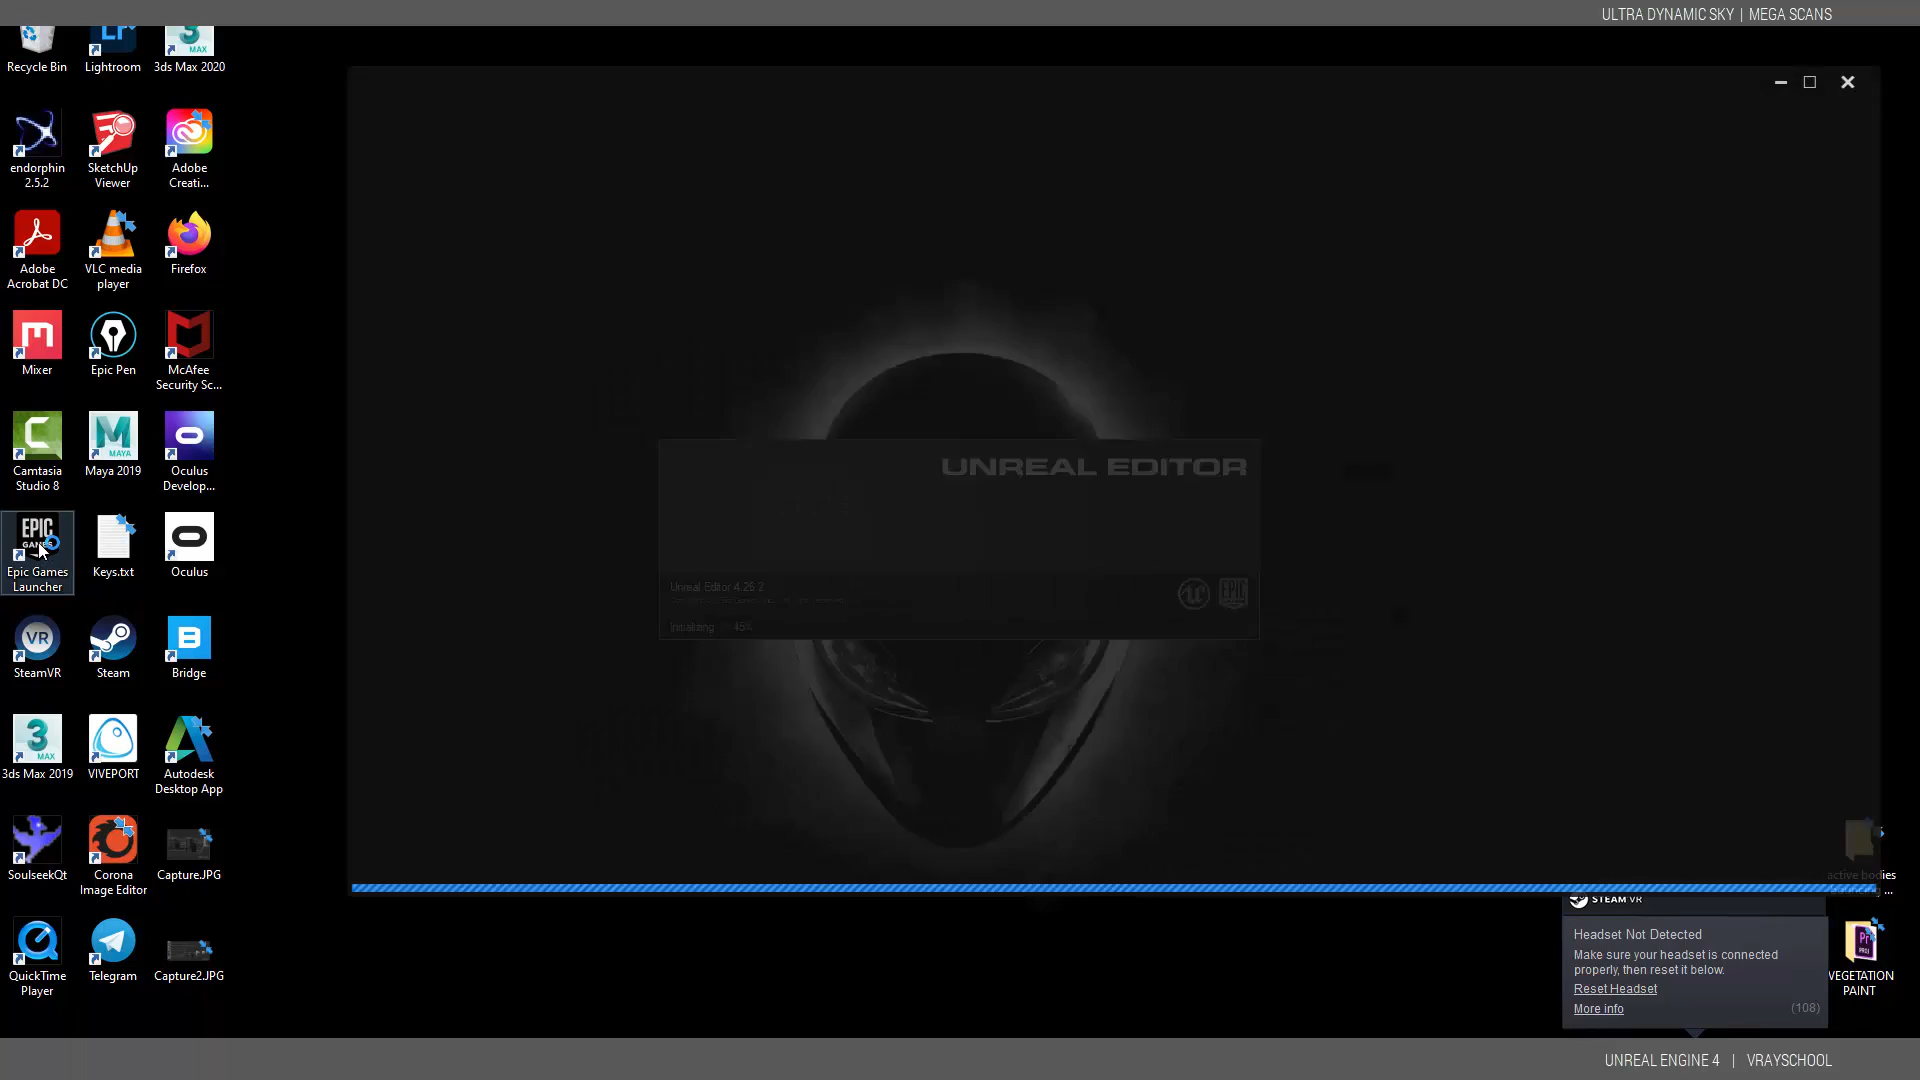 ULTRA DYNAMIC SKY | MEGA SCANS
Recycle Bin
Lightroom
3ds Max 2020
endorphin
2.5.2
SketchUp
Viewer
Adobe
Creati...
Adobe
Acrobat DC
VLC media
player
Firefox
Mixer
Epic Pen
McAfee
Security Sc...
Camtasia
Studio 8
Maya 2019
Oculus
Develop...
Epic Games
Launcher
Keys.txt
Oculus
SteamVR
Steam
Bridge
3ds Max 2019
VIVEPORT
Autodesk
Desktop App
SoulseekQt
Corona
Image Editor
Capture.JPG
QuickTime
Player
Telegram
Capture2.JPG
UNREAL EDITOR
Unreal Editor 4.26.2
Initializing 45%
active bodies
STEAM VR
Headset Not Detected
Make sure your headset is connected
properly, then reset it below.
Reset Headset
More info
(108)
VEGETATION
PAINT
UNREAL ENGINE 4 | VRAYSCHOOL